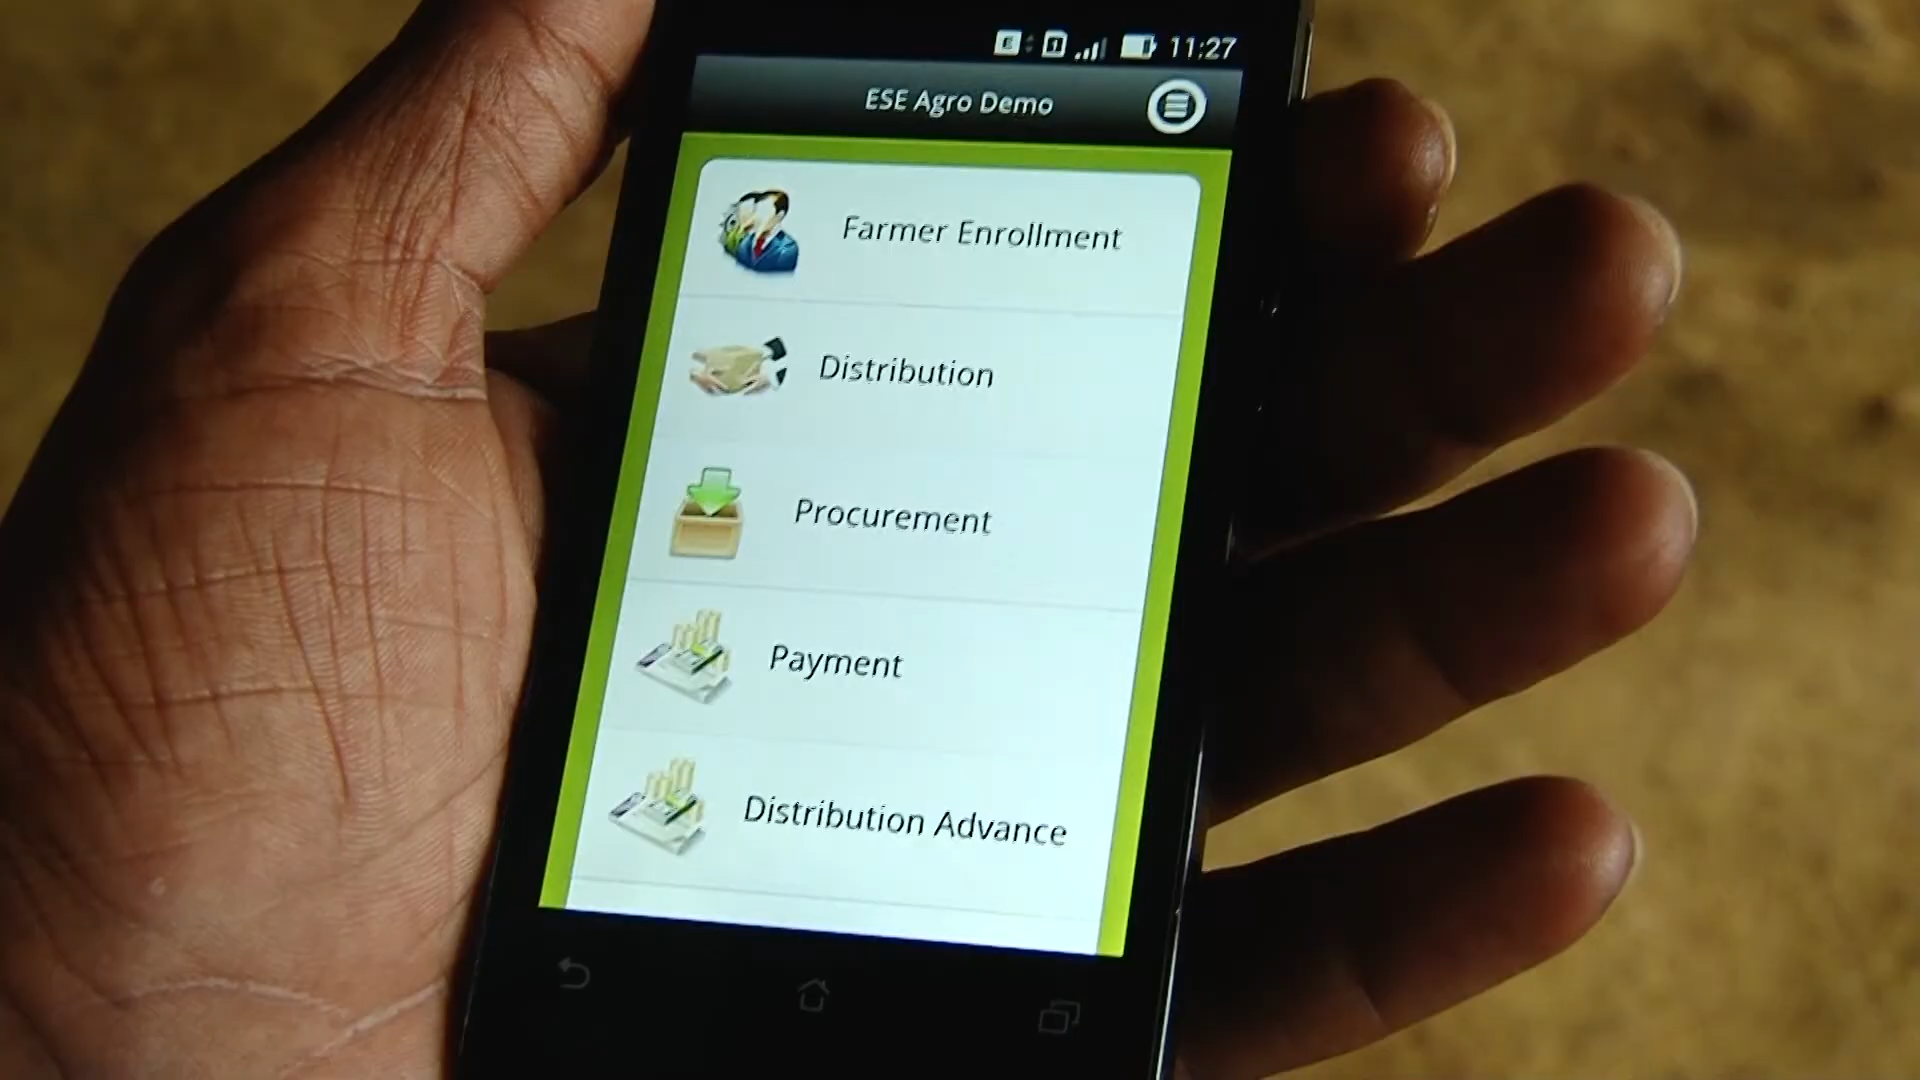 11:27
ESE Agro Demo
Farmer Enrollment
Distribution
Procurement
Payment
Distribution Advance